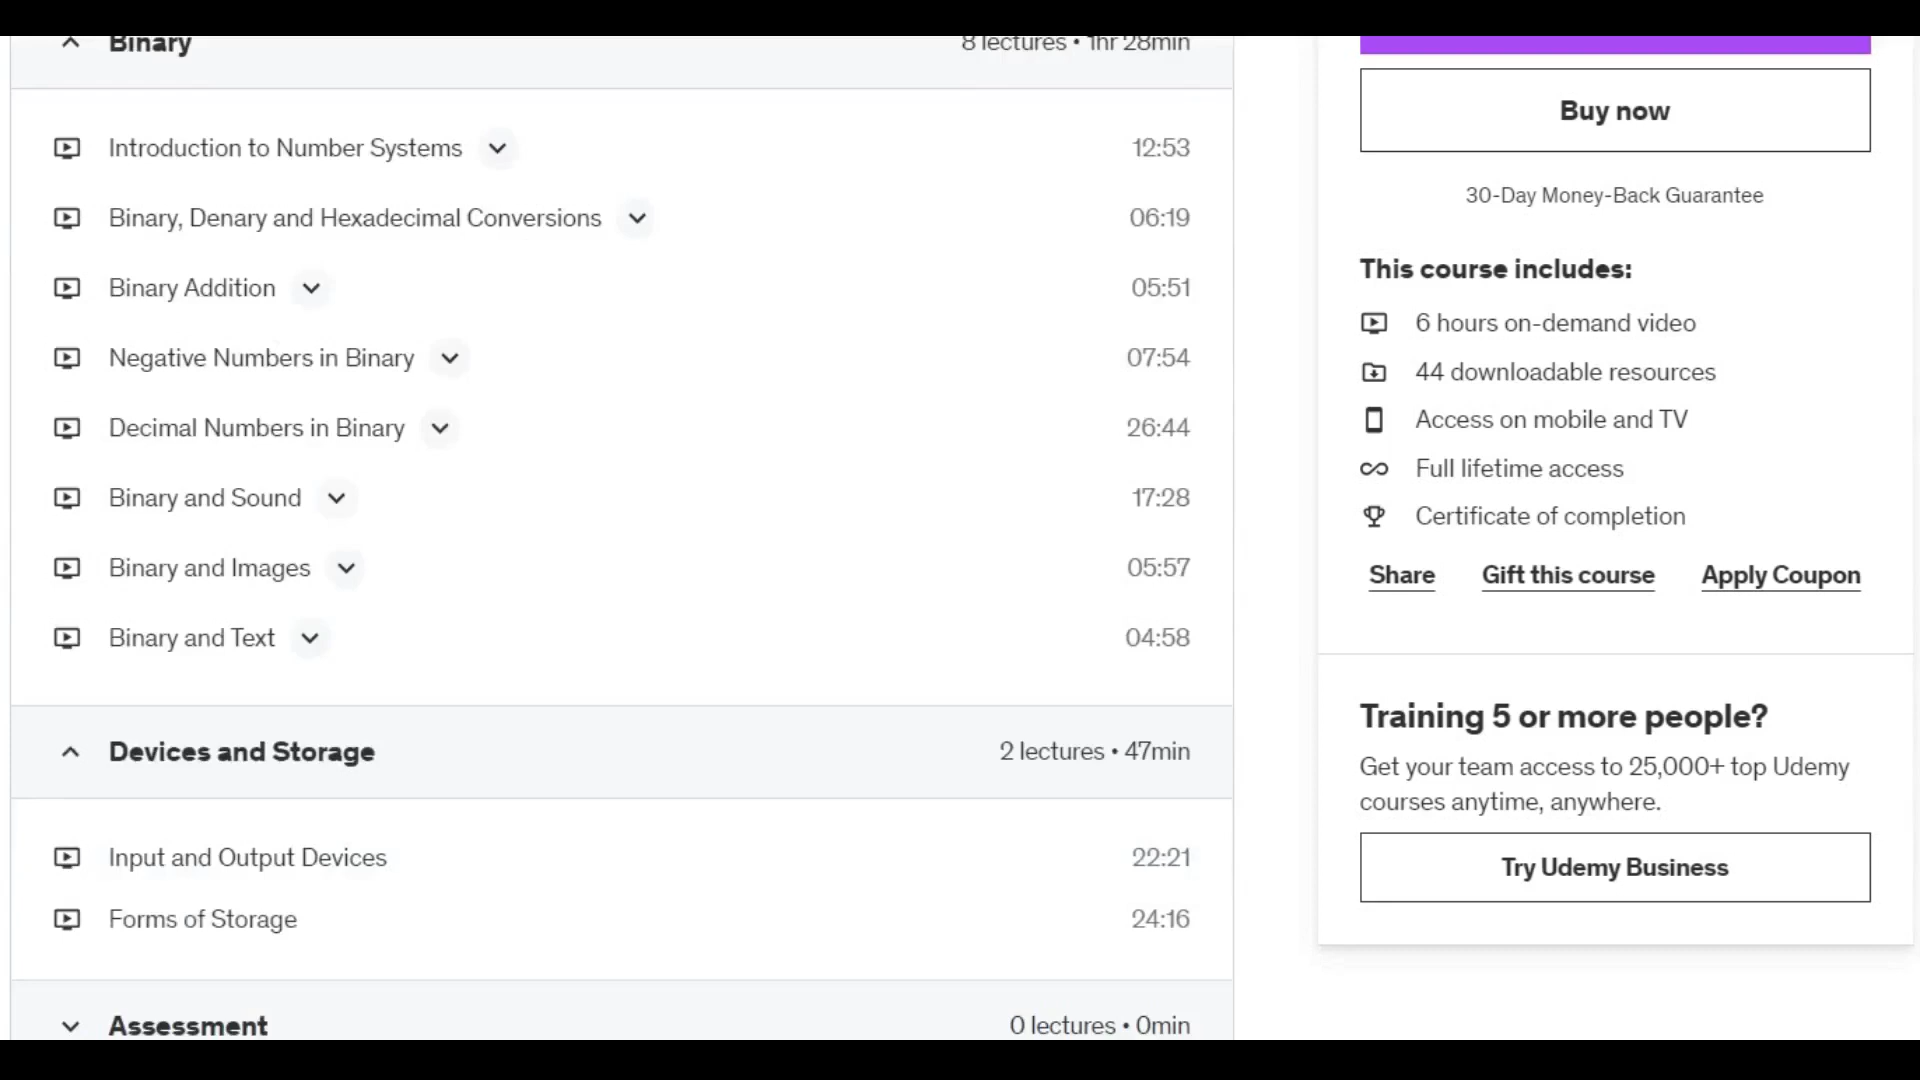 Binary
8 lectures • 1hr 28min
Introduction to Number Systems
12:53
Binary, Denary and Hexadecimal Conversions
06:19
Binary Addition
05:51
Negative Numbers in Binary
07:54
Decimal Numbers in Binary
26:44
Binary and Sound
17:28
Binary and Images
05:57
Binary and Text
04:58
Devices and Storage
2 lectures • 47min
Input and Output Devices
22:21
Forms of Storage
24:16
Assessment
0 lectures • 0min
Buy now
30-Day Money-Back Guarantee
This course includes:
6 hours on-demand video
44 downloadable resources
Access on mobile and TV
Full lifetime access
Certificate of completion
Share
Gift this course
Apply Coupon
Training 5 or more people?
Get your team access to 25,000+ top Udemy
courses anytime, anywhere.
Try Udemy Business